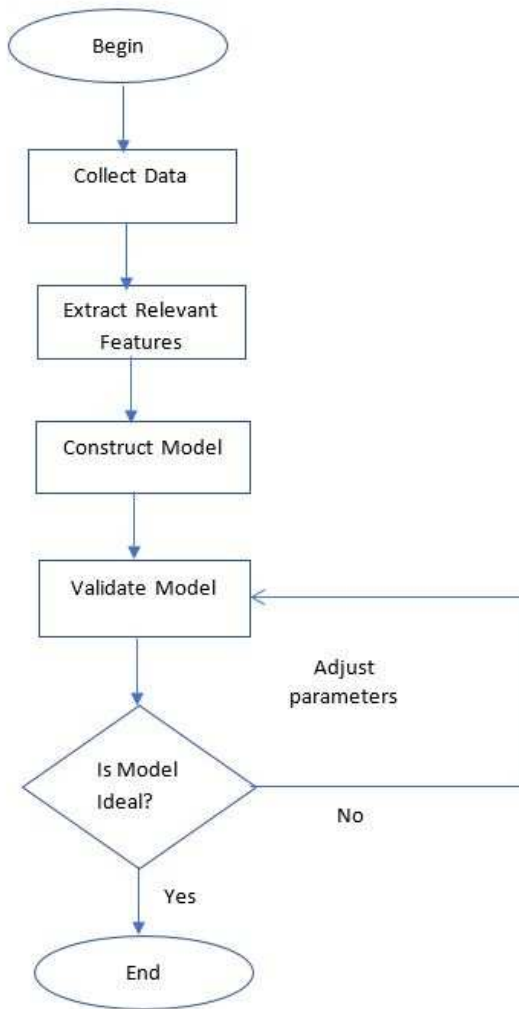 Begin
Collect Data
Extract Relevant
Features
Construct Model
Validate Model
Adjust
parameters
Is Model
Ideal?
No
Yes
End